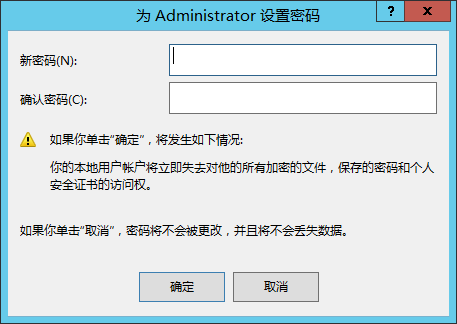 为 Administrator 设置密码
? x
新密码(N):
确认密码(C):
如果你单击“确定”，将发生如下情况:
你的本地用户帐户将立即失去对他的所有加密的文件，保存的密码和个人
安全证书的访问权。
如果你单击“取消”，密码将不会被更改，并且将不会丢失数据。
确定 取消